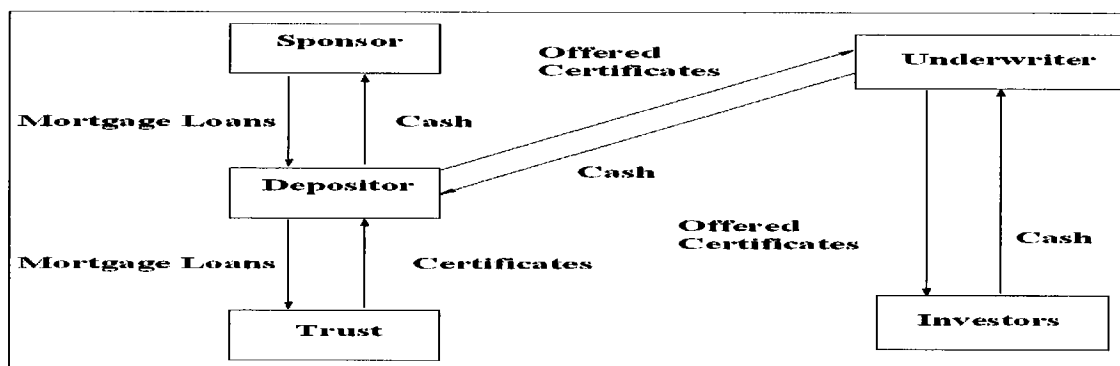 Sponsor
Offered
Certificates
Underwriter
Mortgage Loans
Cash
Cash
Depositor
Offered
Certificates
Cash
Mortgage Loans
Certificates
Trust
Investors